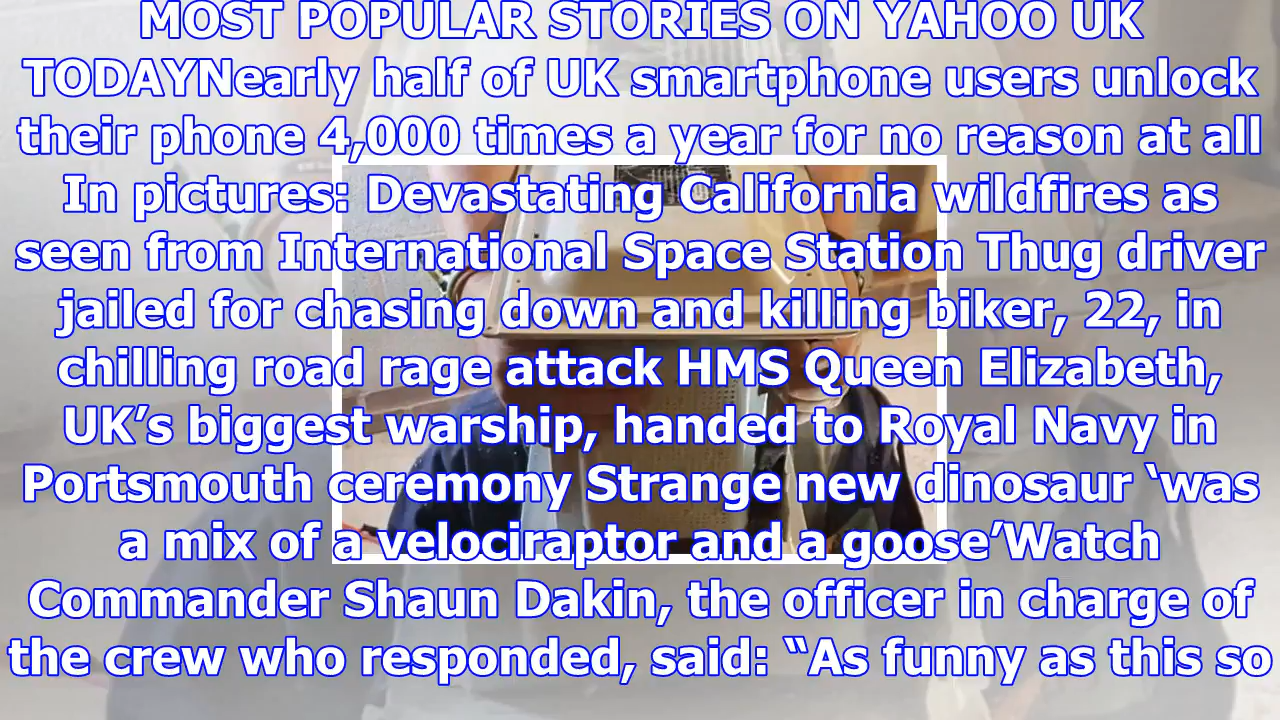 MOST POPULAR STORIES ON YAHOO UK
TODAYNearly half of UK smartphone users unlock
their phone 4,000 times a year for no reason at all
In pictures: Devastating California wildfires as
seen from International Space Station Thug driver
jailed for chasing down and killing biker, 22, in
chilling road rage attack HMS Queen Elizabeth,
UK’s biggest warship, handed to Royal Navy in
Portsmouth ceremony Strange new dinosaur ‘was
a mix of a velociraptor and a goose’Watch
Commander Shaun Dakin, the officer in charge of
the crew who responded, said: “As funny as this so